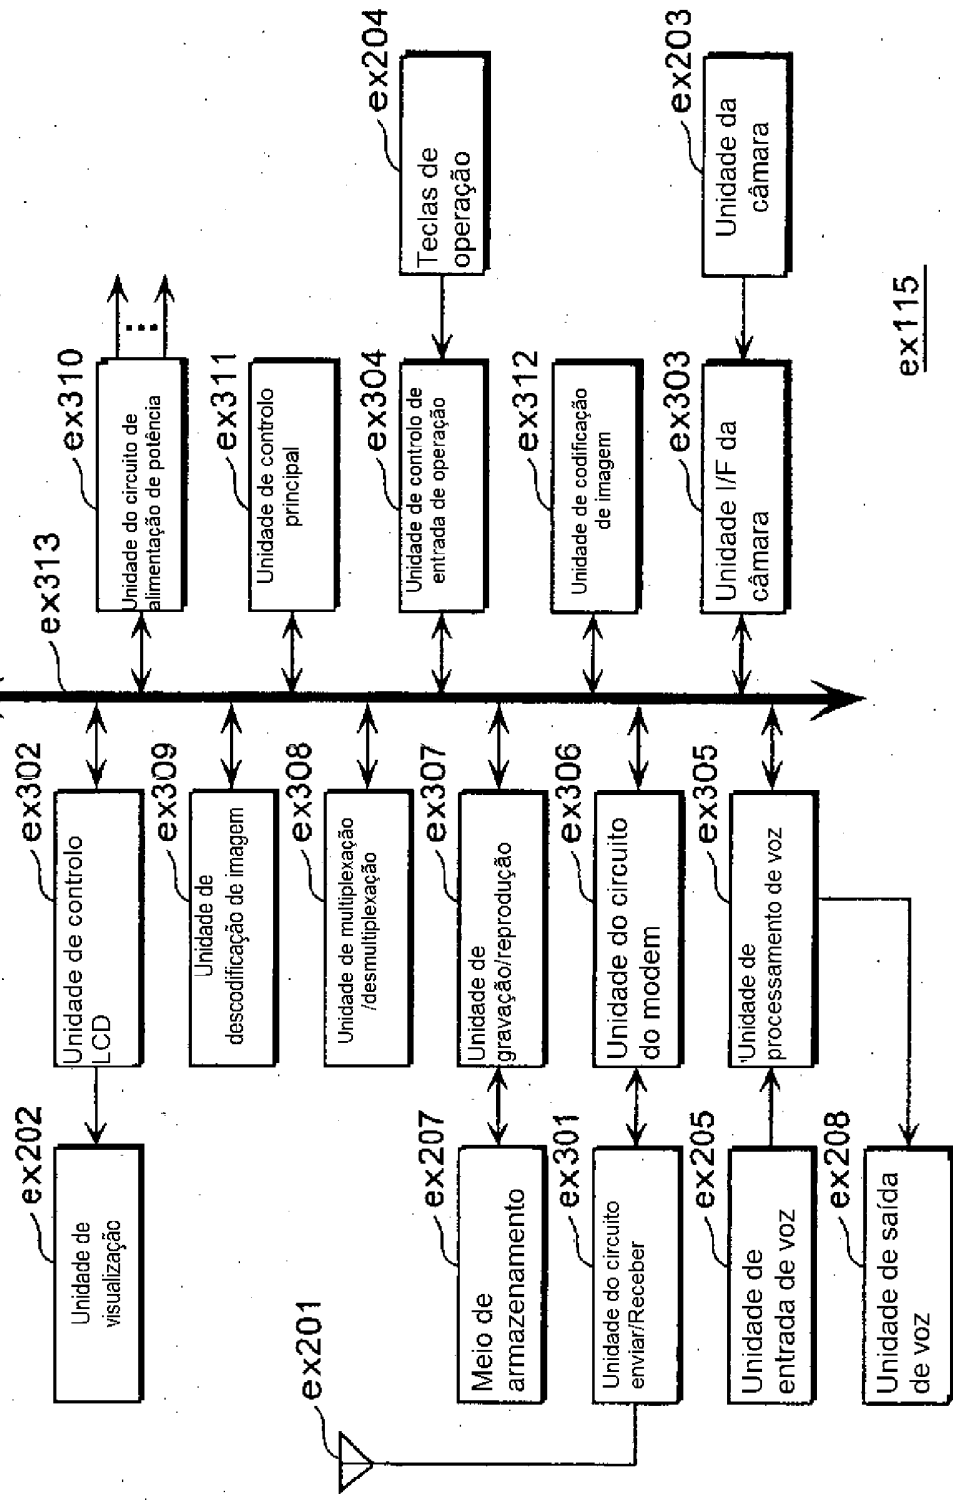 ex201
ex202
Unidade de
visualização
ex302
Unidade de controlo
LCD
ex313
ex310
Unidade do circuito de
alimentação de potência
...
ex309
Unidade de
descodificação de imagem
ex311
Unidade de controlo
principal
ex308
Unidade de multiplexação
/desmultiplexação
ex304
Unidade de controlo de
entrada de operação
ex204
Teclas de
operação
ex207
Meio de
armazenamento
ex307
Unidade de
gravação/reprodução
ex312
Unidade de codificação
de imagem
ex301
Unidade do circuito
enviar/Receber
ex306
Unidade do circuito
do modem
ex303
Unidade I/F da
câmara
ex203
Unidade da
câmara
ex205
Unidade de
entrada de voz
ex305
Unidade de
processamento de voz
ex208
Unidade de saída
de voz
ex115